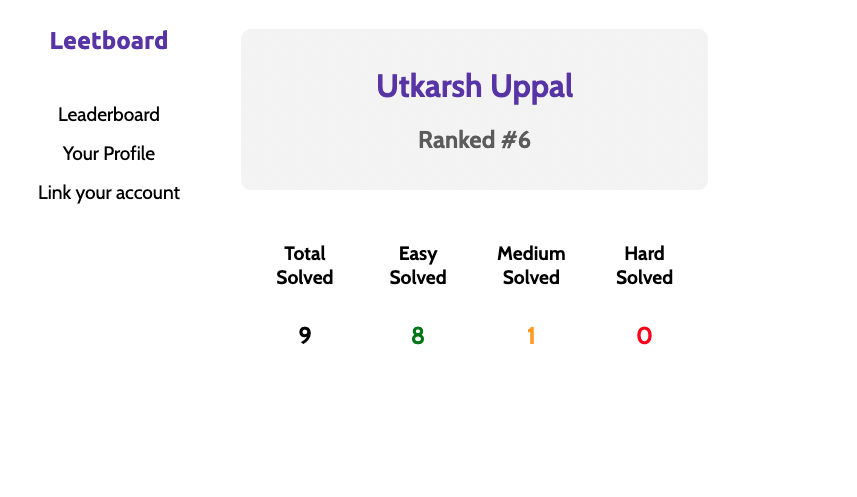 Leetboard
Leaderboard
Your Profile
Link your account
Utkarsh Uppal
Ranked #6
Total Solved
Easy Solved
Medium Solved
Hard Solved
9
8
1
0